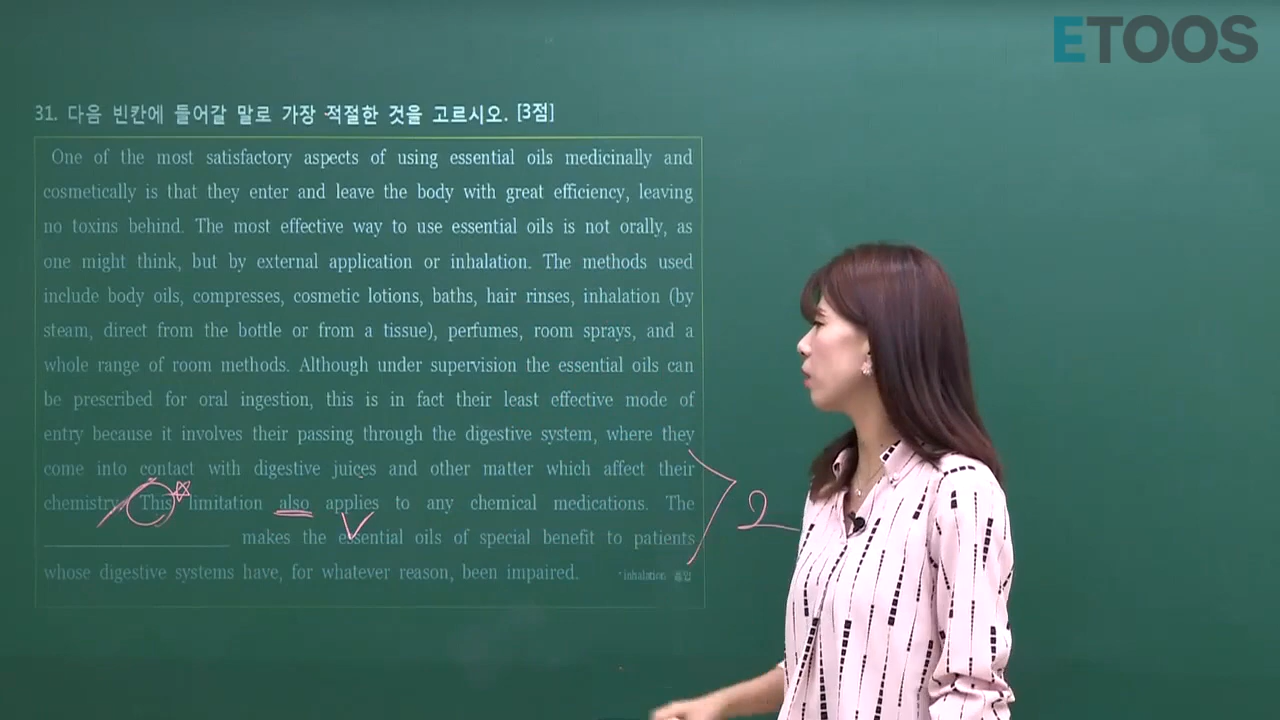 ETOOS
31. 다음 빈칸에 들어갈 말로 가장 적절한 것을 고르시오. [3점]
One of the most satisfactory aspects of using essential oils medicinally and
cosmetically is that they enter and leave the body with great efficiency, leaving
no toxins behind. The most effective way to use essential oils is not orally, as
one might think, but by external application or inhalation. The methods used
include body oils, compresses, cosmetic lotions, baths, hair rinses, inhalation (by
steam, direct from the bottle or from a tissue), perfumes, room sprays, and a
whole range of room methods. Although under supervision the essential oils can
be prescribed for oral ingestion, this is in fact their least effective mode of
entry because it involves their passing through the digestive system, where they
come into contact with digestive juices and other matter which affect their
chemistry. This limitation also applies to any chemical medications. The
makes the essential oils of special benefit to patients
whose digestive systems have, for whatever reason, been impaired.
* inhalation 흡입
2